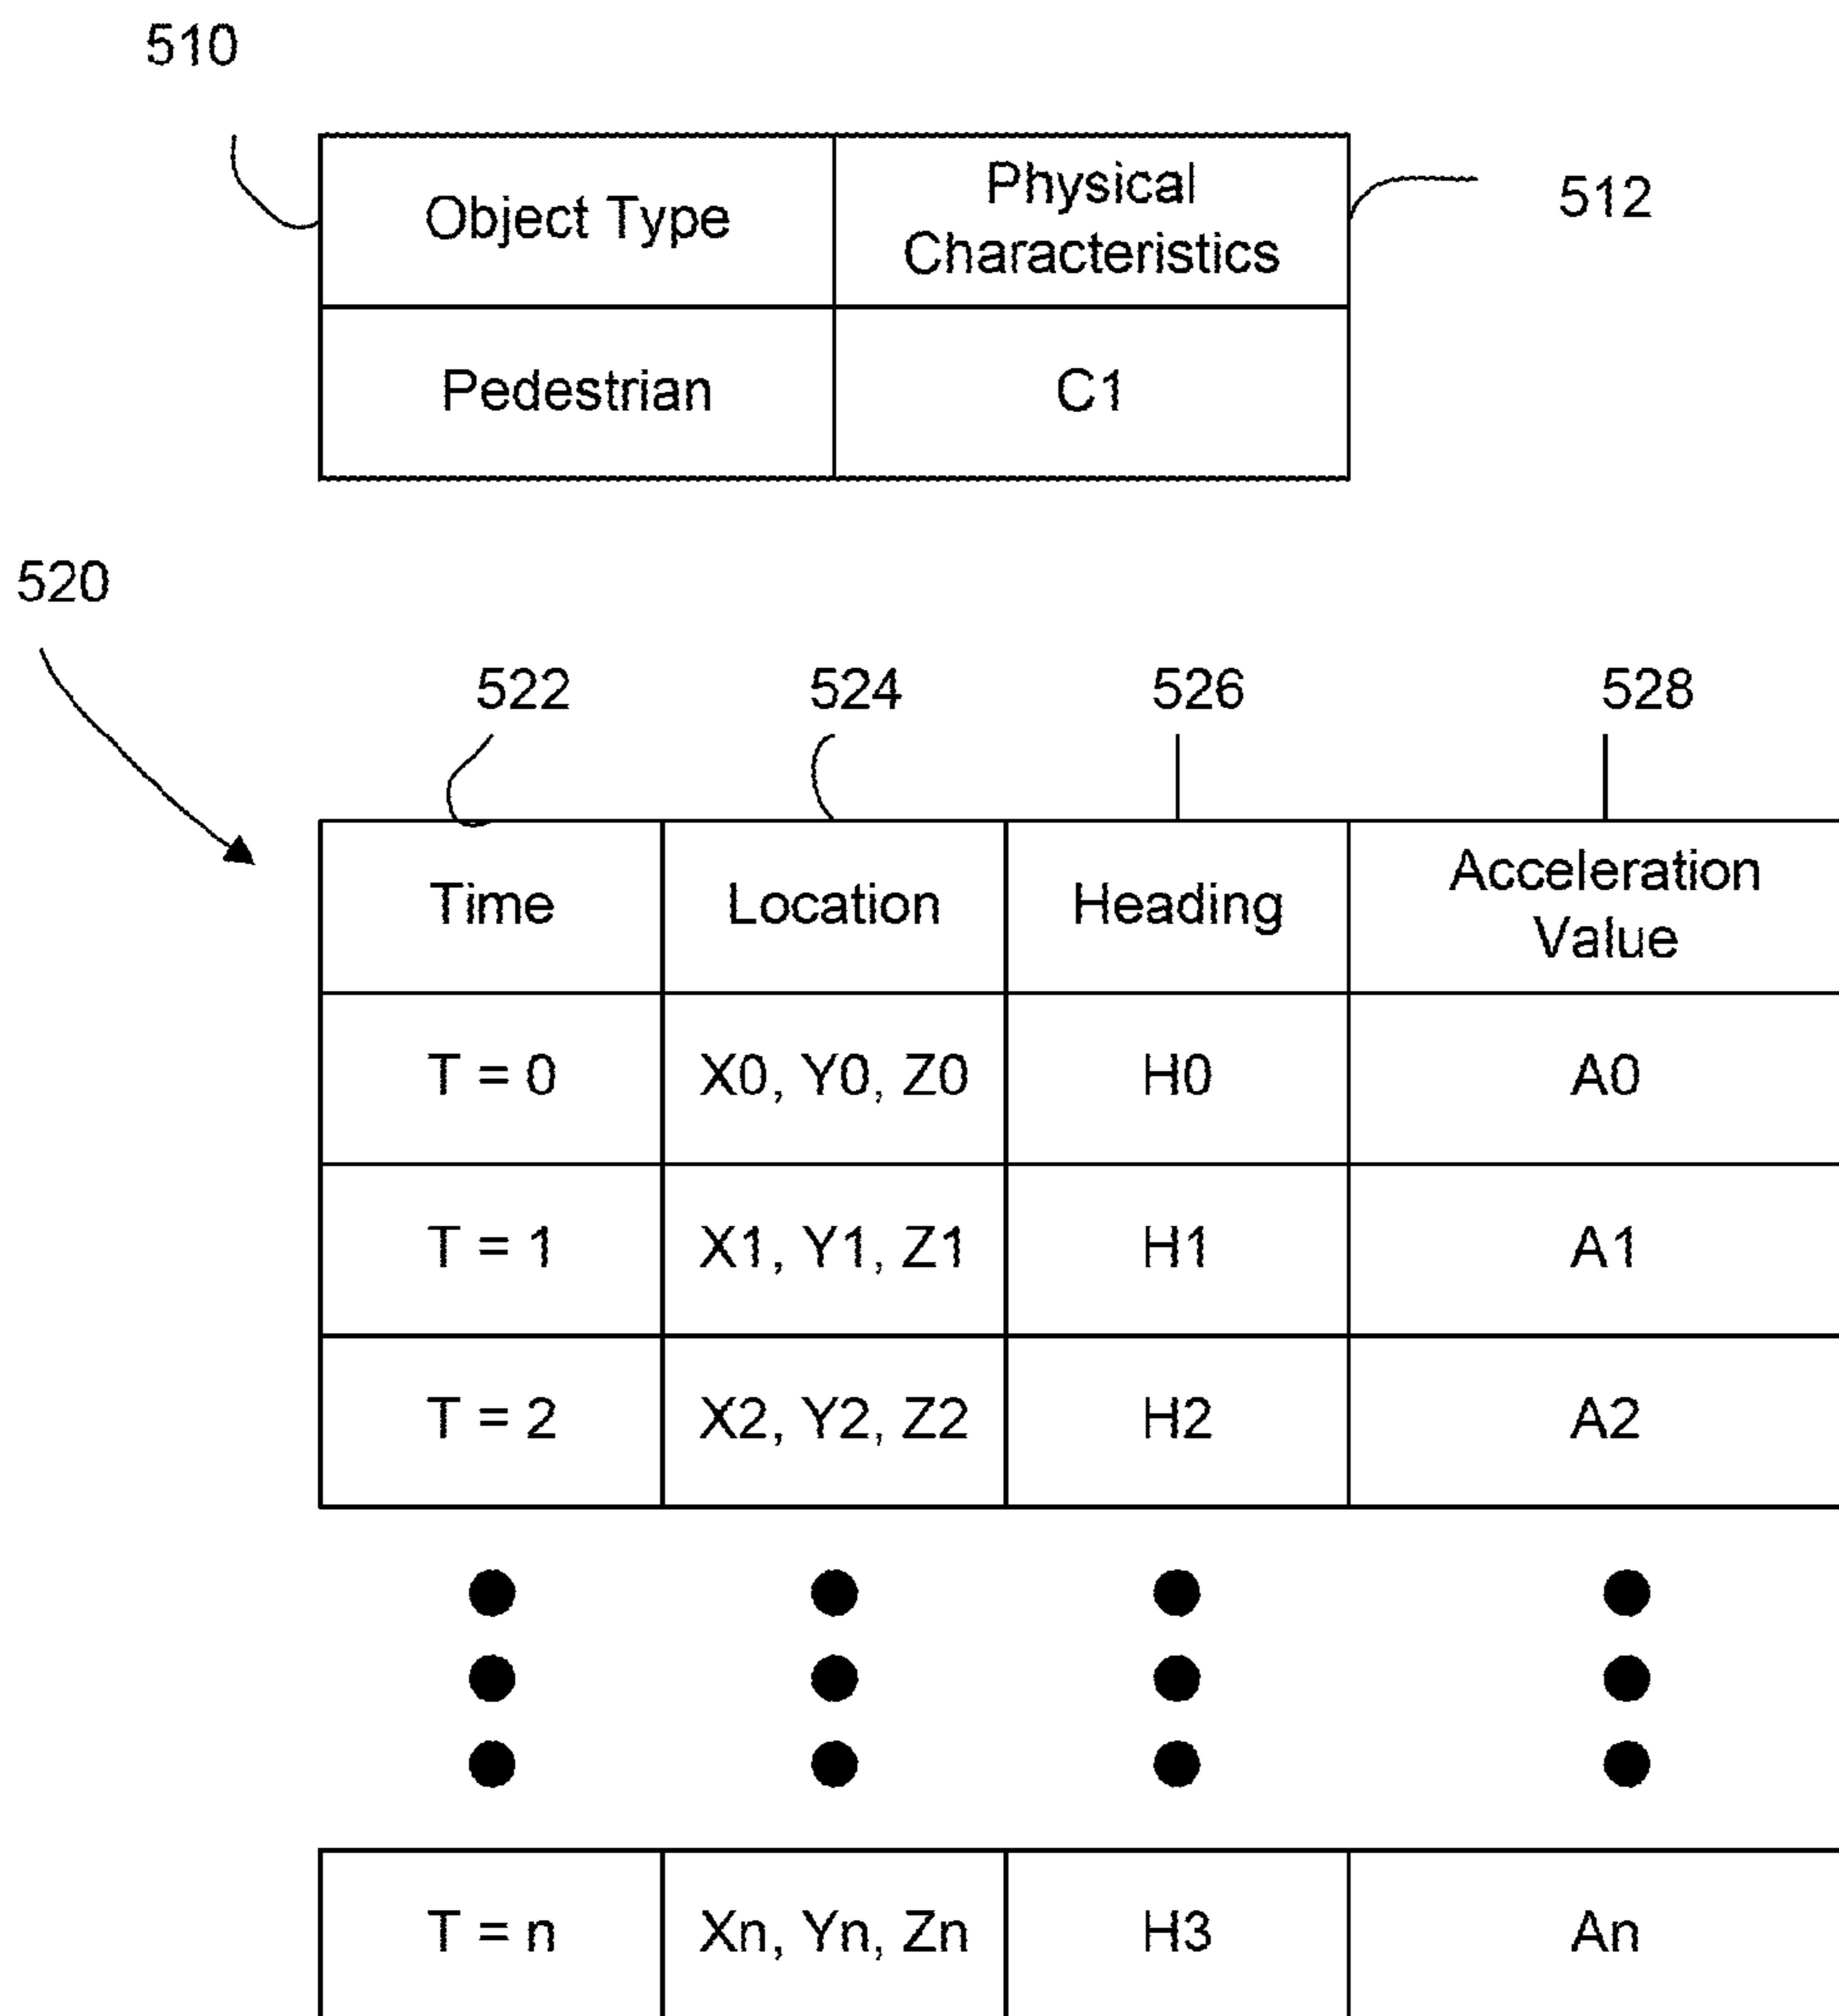 510
Object Type
Physical
Characteristics
512
Pedestrian
C1
520
522
524
526
528
Time
Location
Heading
Acceleration
Value
T = 0
X0, Y0, Z0
H0
A0
T = 1
X1, Y1, Z1
H1
A1
T = 2
X2, Y2, Z2
H2
A2
T = n
Xn, Yn, Zn
H3
An